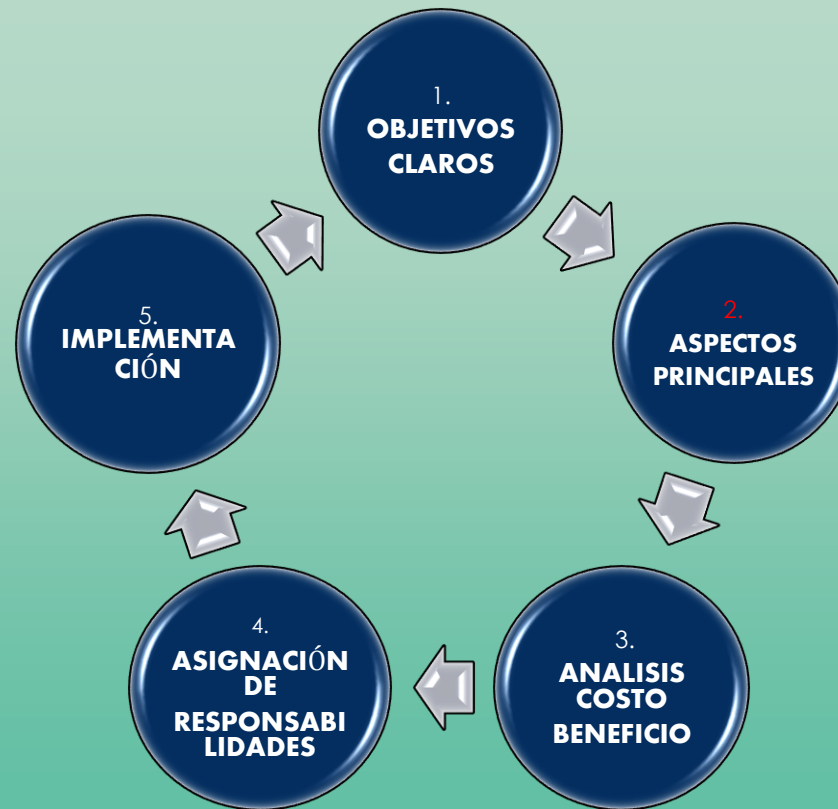 1.
OBJETIVOS
CLAROS
2.
ASPECTOS
PRINCIPALES
3.
ANALISIS
COSTO
BENEFICIO
4.
ASIGNACIÓN
DE
RESPONSABI
LIDADES
5.
IMPLEMENTA
CIÓN